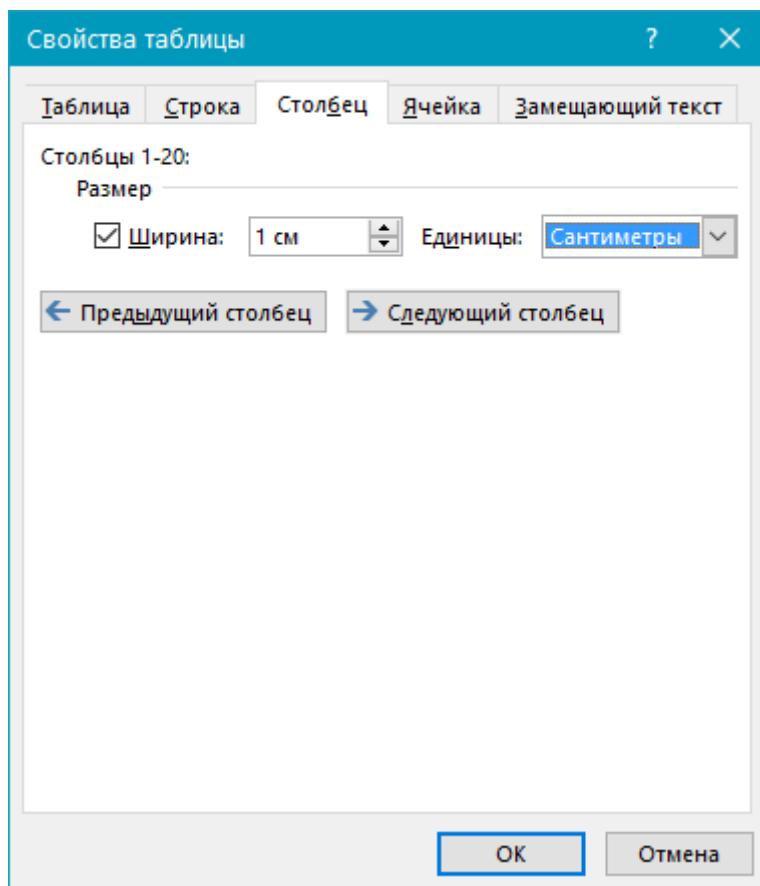 Свойства таблицы ?
Таблица Строка Столбец Ячейка Замещающий текст
Столбцы 1-20:
Размер
Ширина: 1 см Единицы: Сантиметры
Предыдущий столбец Следующий столбец
ОК Отмена